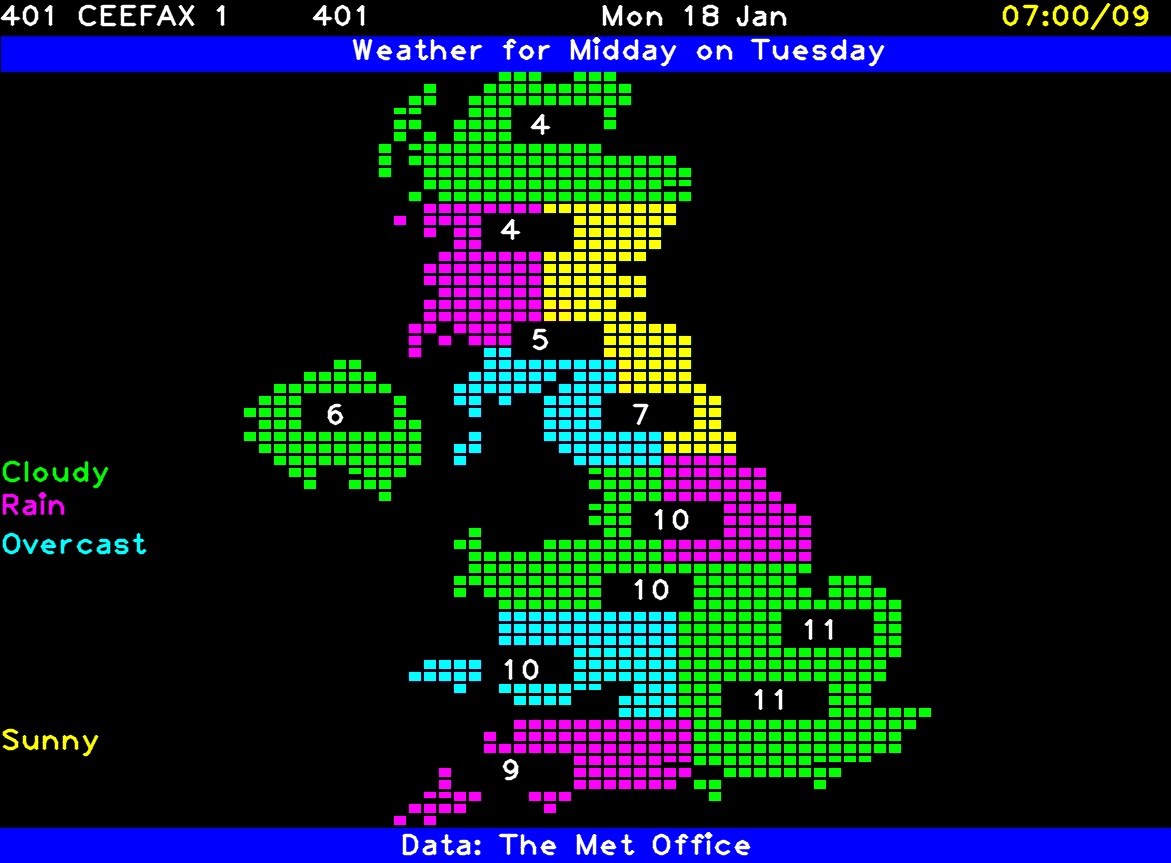 401 CEEFAX 1 401 Mon 18 Jan 07:00/09
Weather for Midday on Tuesday
4
4
5
6 7
Cloudy
Rain
10
Overcast
10
11
10
11
Sunny
9
Data: The Met Office